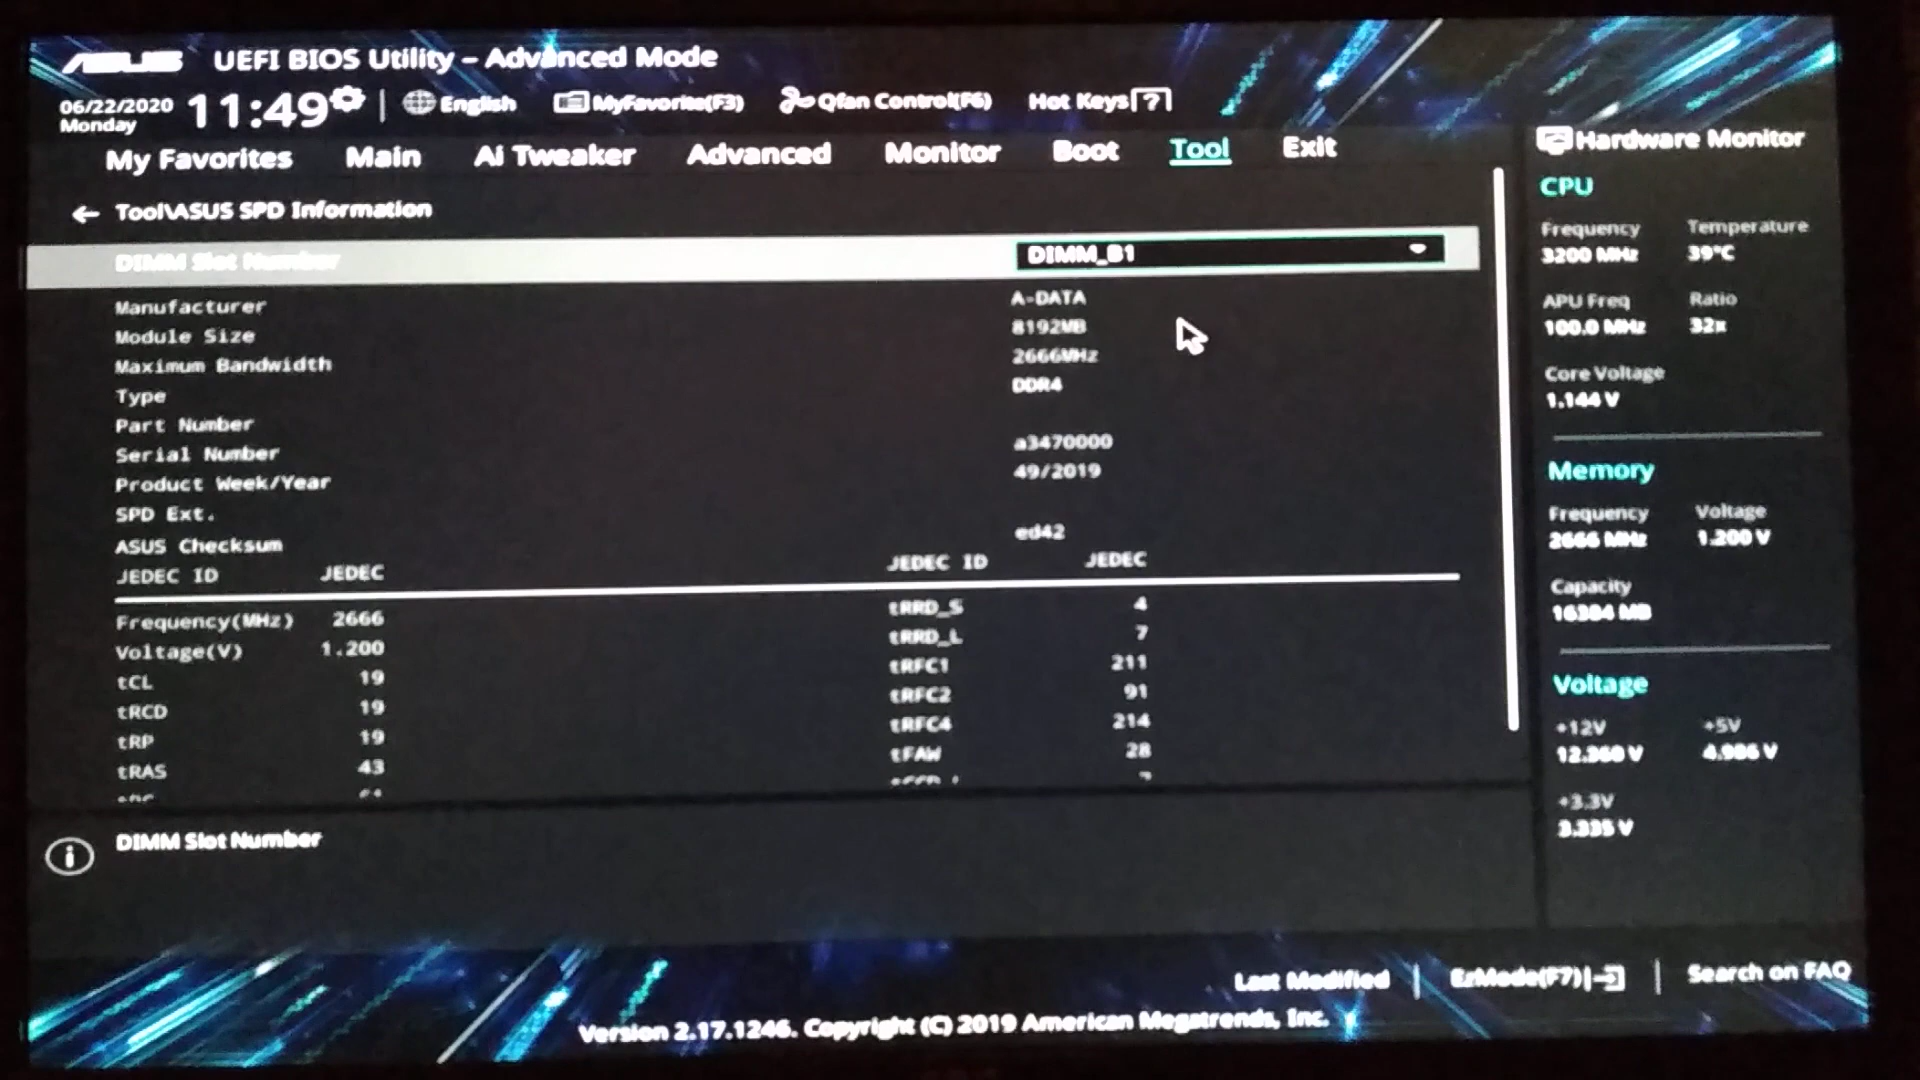 ASUS UEFI BIOS Utility – Advanced Mode
06/22/2020 Monday 11:49 English MyFavorite(F3) Qfan Control(F6) Hot Keys ?
My Favorites Main Ai Tweaker Advanced Monitor Boot Tool Exit
Tool\ASUS SPD Information
DIMM Slot Number DIMM_B1
Manufacturer A-DATA
Module Size 8192MB
Maximum Bandwidth 2666MHz
Type DDR4
Part Number
Serial Number a3470000
Product Week/Year 49/2019
SPD Ext.
ASUS Checksum ed42
JEDEC ID JEDEC JEDEC ID JEDEC
Frequency(MHz) 2666 tRRD_S 4
Voltage(V) 1.200 tRRD_L 7
tCL 19 tRFC1 211
tRCD 19 tRFC2 91
tRP 19 tRFC4 214
tRAS 43 tFAW 28
DIMM Slot Number
Hardware Monitor
CPU
Frequency Temperature
3200 MHz 39°C
APU Freq Ratio
100.0 MHz 32x
Core Voltage
1.144 V
Memory
Frequency Voltage
2666 MHz 1.200 V
Capacity
16384 MB
Voltage
+12V +5V
12.360 V 4.986 V
+3.3V
3.335 V
Last Modified EzMode(F7) Search on FAQ
Version 2.17.1246. Copyright (C) 2019 American Megatrends, Inc.